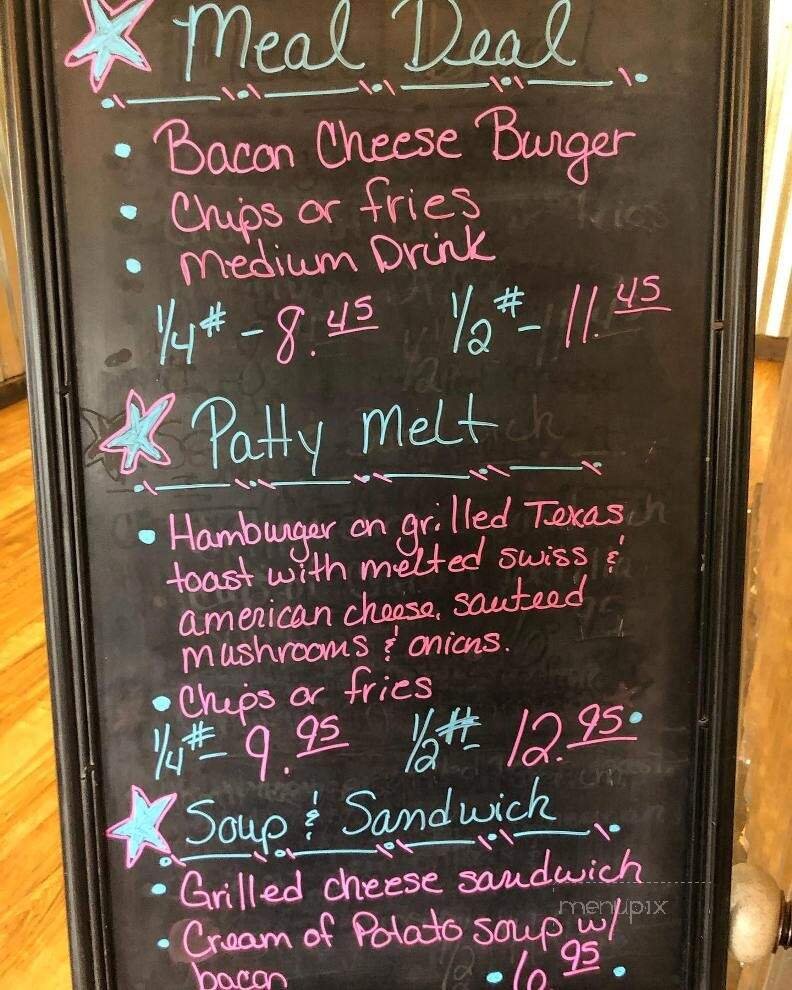 Meal Deal
• Bacon Cheese Burger
• Chips or fries
• Medium Drink
1/4# - 8.45 1/2# - 11.45
Patty Melt
• Hamburger on grilled Texas
toast with melted swiss &
american cheese, sauteed
mushrooms & onions.
• Chips or fries
1/4# - 9.95 1/2# - 12.95
Soup & Sandwich
• Grilled cheese sandwich
menupix
• Cream of Potato soup w/
bacon • 6.95 •